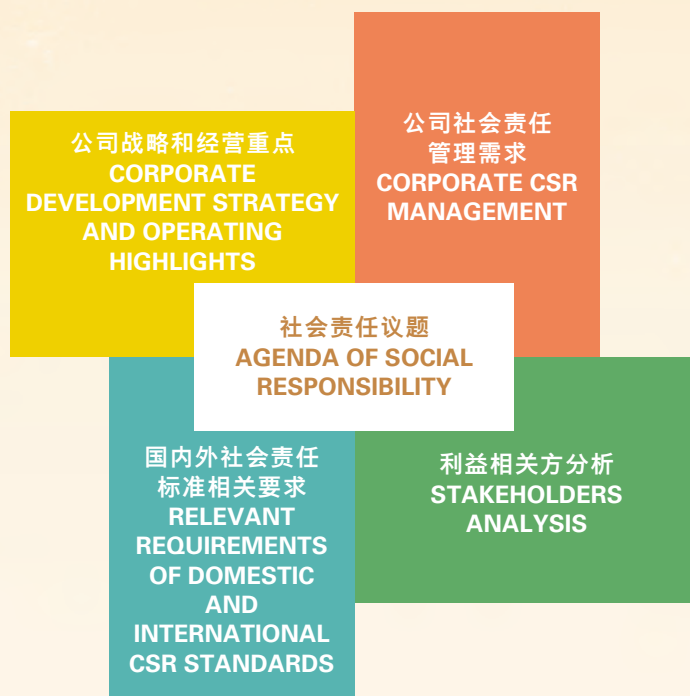 公司战略和经营重点
CORPORATE
DEVELOPMENT STRATEGY
AND OPERATING
HIGHLIGHTS
公司社会责任
管理需求
CORPORATE CSR
MANAGEMENT
社会责任议题
AGENDA OF SOCIAL
RESPONSIBILITY
国内外社会责任
标准相关要求
RELEVANT
REQUIREMENTS
OF DOMESTIC
AND
INTERNATIONAL
CSR STANDARDS
利益相关方分析
STAKEHOLDERS
ANALYSIS